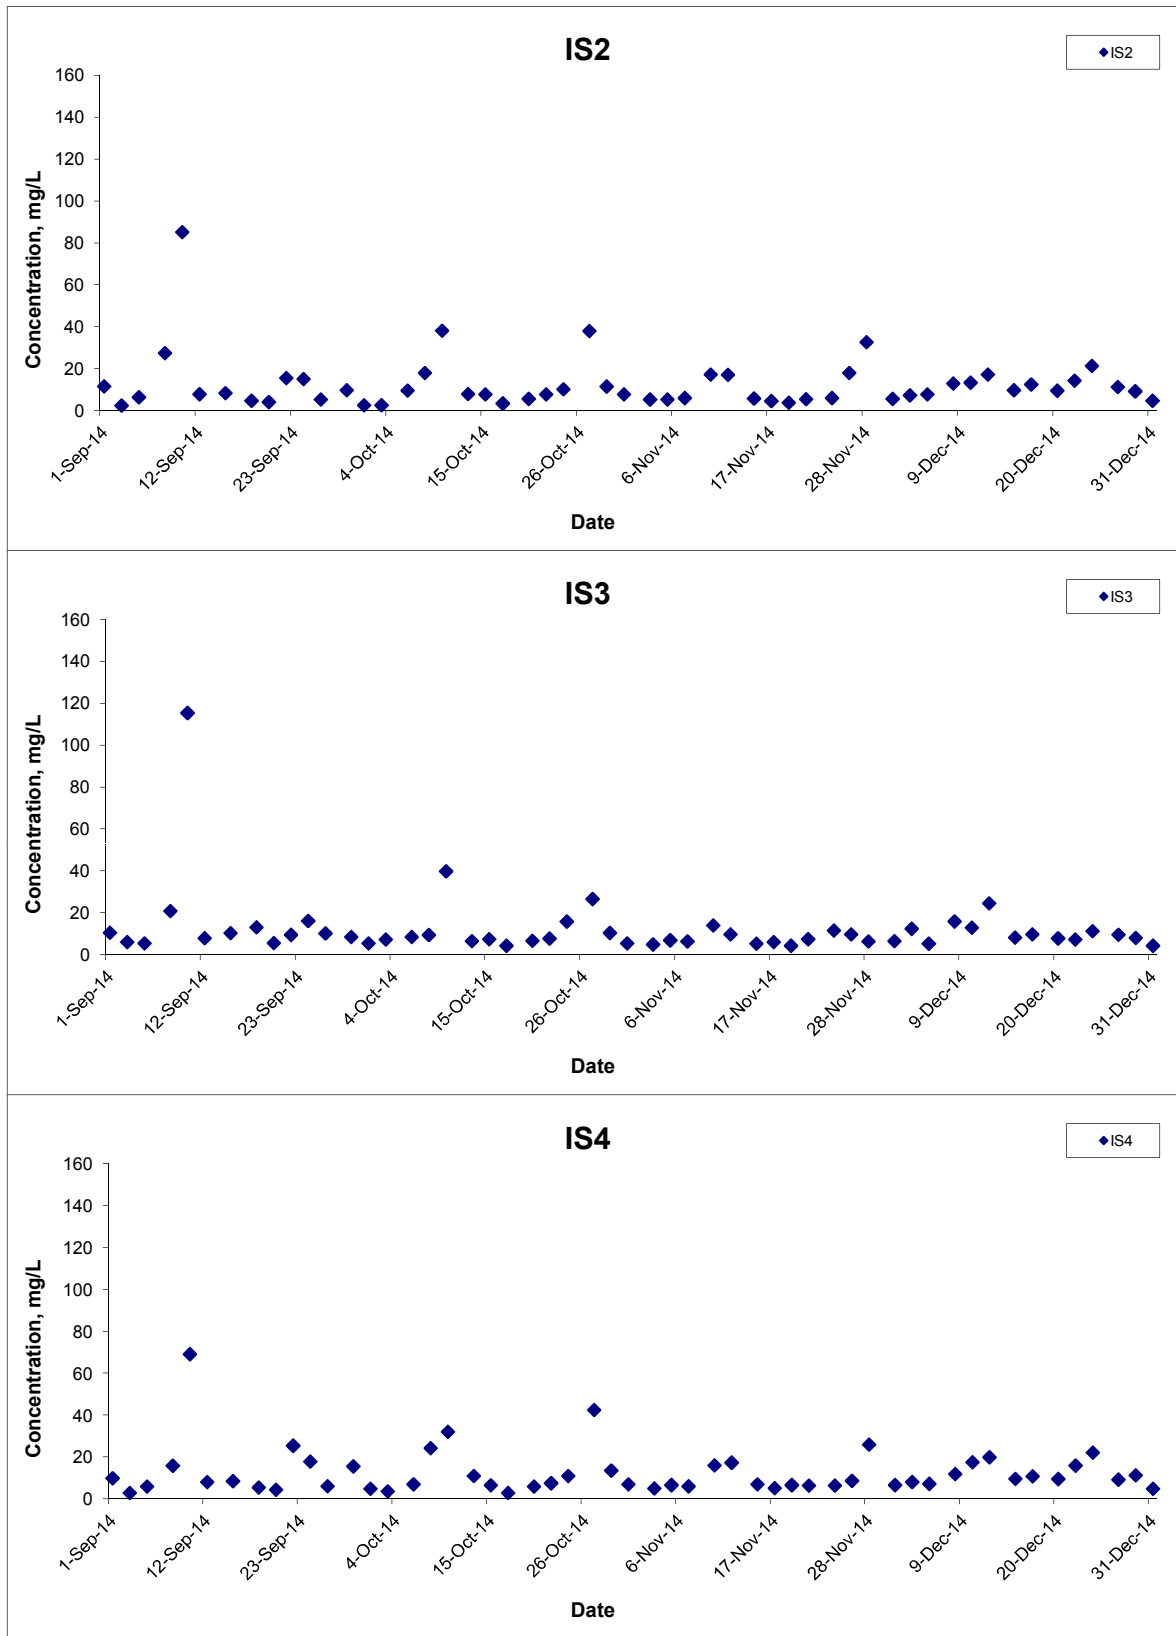 IS2
IS2
160
140
120
100
80
60
40
20
0
Concentration, mg/L
1-Sep-14 12-Sep-14 23-Sep-14 4-Oct-14 15-Oct-14 26-Oct-14 6-Nov-14 17-Nov-14 28-Nov-14 9-Dec-14 20-Dec-14 31-Dec-14
Date
IS3
IS3
160
140
120
100
80
60
40
20
0
Concentration, mg/L
1-Sep-14 12-Sep-14 23-Sep-14 4-Oct-14 15-Oct-14 26-Oct-14 6-Nov-14 17-Nov-14 28-Nov-14 9-Dec-14 20-Dec-14 31-Dec-14
Date
IS4
IS4
160
140
120
100
80
60
40
20
0
Concentration, mg/L
1-Sep-14 12-Sep-14 23-Sep-14 4-Oct-14 15-Oct-14 26-Oct-14 6-Nov-14 17-Nov-14 28-Nov-14 9-Dec-14 20-Dec-14 31-Dec-14
Date